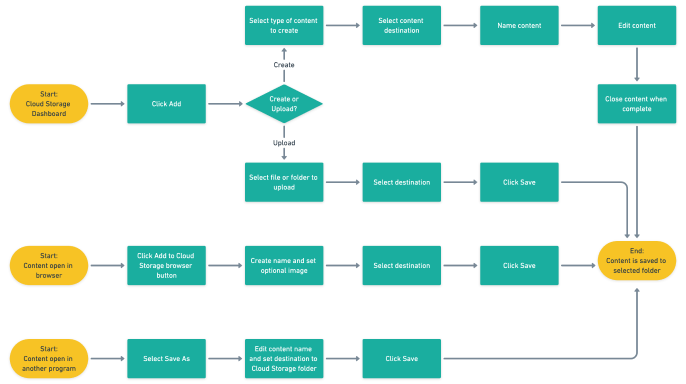 Select type of content
to create
Select content
destination
Name content
Edit content
Create
Start:
Cloud Storage
Dashboard
Click Add
Create or
Upload?
Close content when
complete
Upload
Select file or folder to
upload
Select destination
Click Save
Start:
Content open in
browser
Click Add to Cloud
Storage browser
button
Create name and set
optional image
Select destination
Click Save
End:
Content is saved to
selected folder
Start:
Content open in
another program
Select Save As
Edit content name
and set destination to
Cloud Storage folder
Click Save